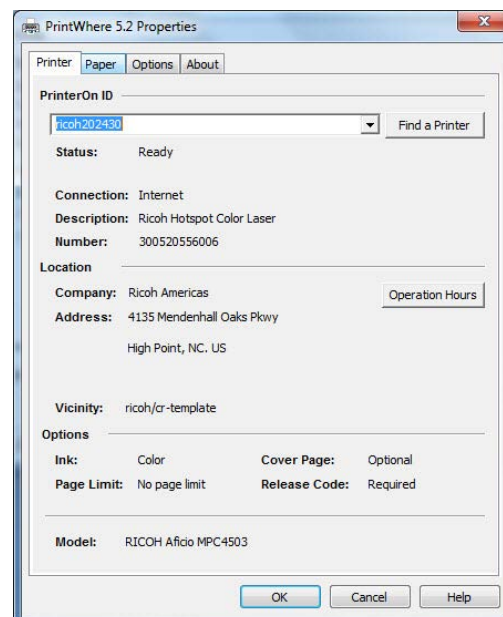 PrintWhere 5.2 Properties
Printer Paper Options About
PrinterOn ID
ricoh202430 Find a Printer
Status: Ready
Connection: Internet
Description: Ricoh Hotspot Color Laser
Number: 300520556006
Location
Company: Ricoh Americas Operation Hours
Address: 4135 Mendenhall Oaks Pkwy
High Point, NC. US
Vicinity: ricoh/cr-template
Options
Ink: Color Cover Page: Optional
Page Limit: No page limit Release Code: Required
Model: RICOH Aficio MPC4503
OK Cancel Help